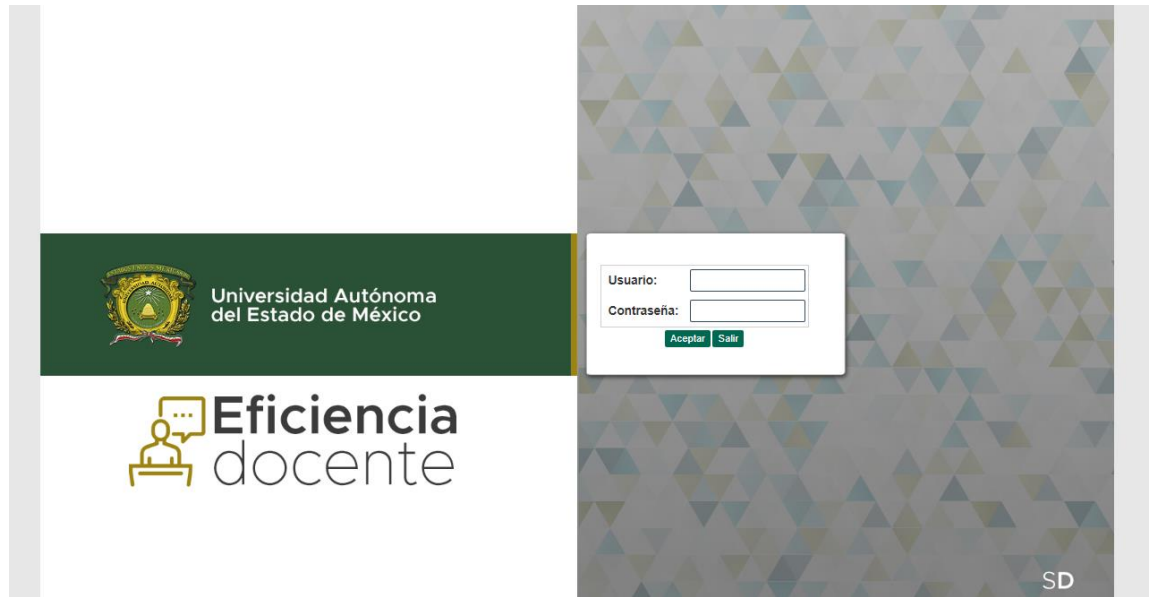 Universidad Autónoma
del Estado de México
Eficiencia
docente
Usuario:
Contraseña:
Aceptar Salir
SD